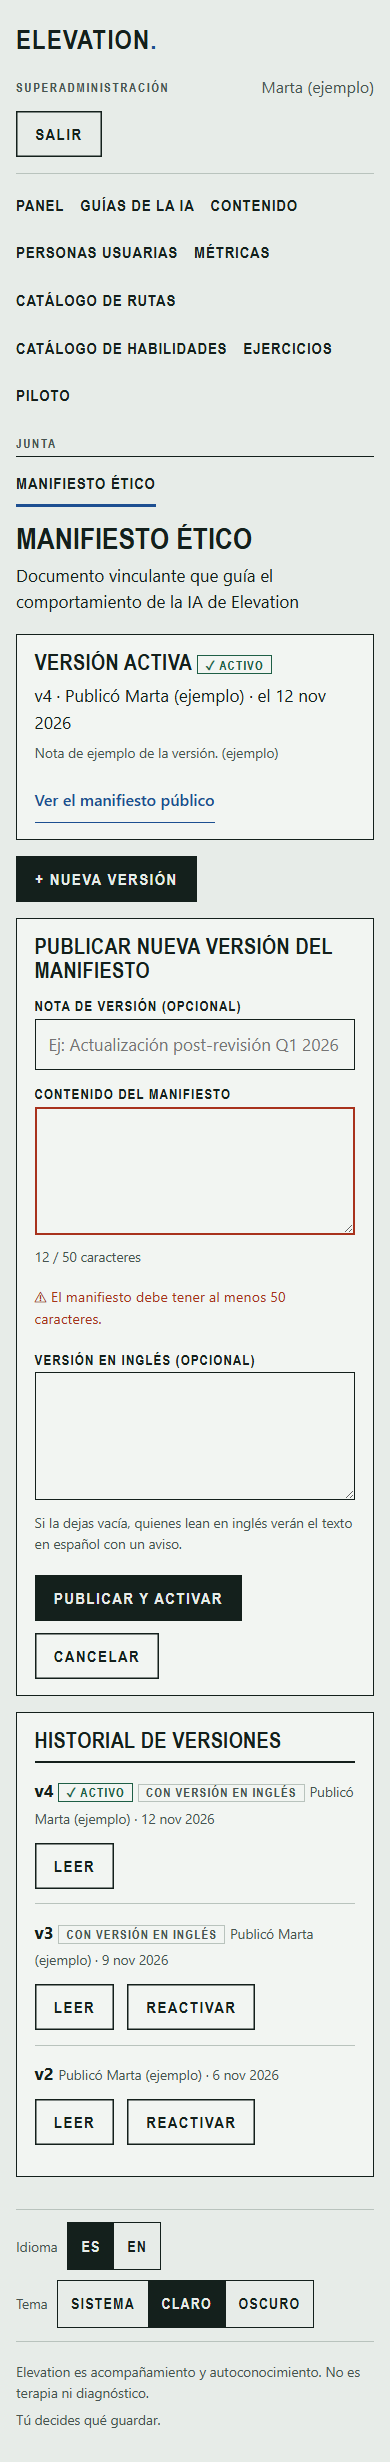 ELEVATION.
SUPERADMINISTRACIÓN
Marta (ejemplo)
SALIR
PANEL GUÍAS DE LA IA CONTENIDO
PERSONAS USUARIAS MÉTRICAS
CATÁLOGO DE RUTAS
CATÁLOGO DE HABILIDADES EJERCICIOS
PILOTO
JUNTA
MANIFIESTO ÉTICO
MANIFIESTO ÉTICO
Documento vinculante que guía el
comportamiento de la IA de Elevation
VERSIÓN ACTIVA ✓ ACTIVO
v4 · Publicó Marta (ejemplo) · el 12 nov
2026
Nota de ejemplo de la versión. (ejemplo)
Ver el manifiesto público
+ NUEVA VERSIÓN
PUBLICAR NUEVA VERSIÓN DEL
MANIFIESTO
NOTA DE VERSIÓN (OPCIONAL)
Ej: Actualización post-revisión Q1 2026
CONTENIDO DEL MANIFIESTO
12 / 50 caracteres
⚠ El manifiesto debe tener al menos 50
caracteres.
VERSIÓN EN INGLÉS (OPCIONAL)
Si la dejas vacía, quienes lean en inglés verán el texto
en español con un aviso.
PUBLICAR Y ACTIVAR
CANCELAR
HISTORIAL DE VERSIONES
v4 ✓ ACTIVO CON VERSIÓN EN INGLÉS Publicó
Marta (ejemplo) · 12 nov 2026
LEER
v3 CON VERSIÓN EN INGLÉS Publicó Marta
(ejemplo) · 9 nov 2026
LEER REACTIVAR
v2 Publicó Marta (ejemplo) · 6 nov 2026
LEER REACTIVAR
Idioma ES EN
Tema SISTEMA CLARO OSCURO
Elevation es acompañamiento y autoconocimiento. No es
terapia ni diagnóstico.
Tú decides qué guardar.